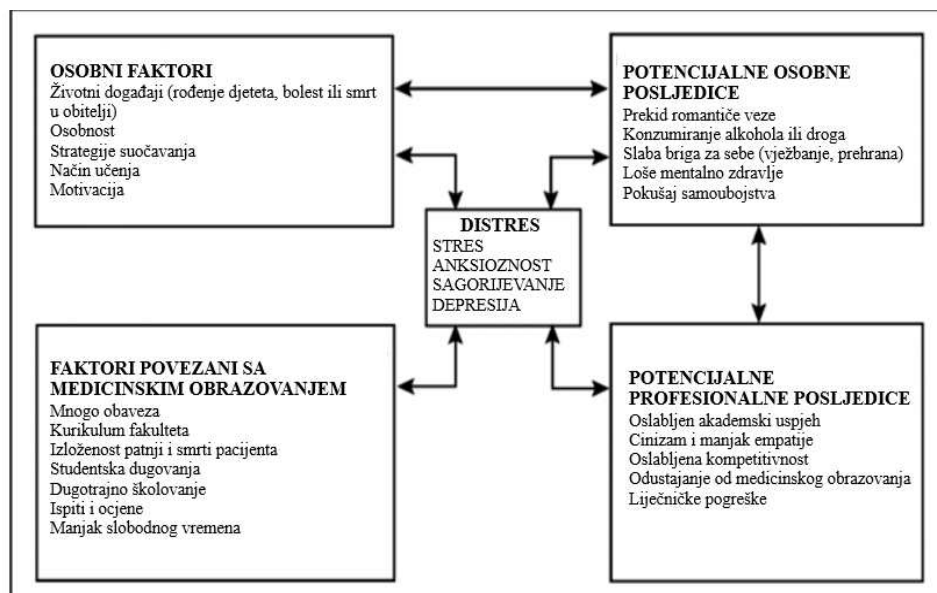 OSOBNI FAKTORI
Životni događaji (rođenje djeteta, bolest ili smrt
u obitelji)
Osobnost
Strategije suočavanja
Način učenja
Motivacija
POTENCIJALNE OSOBNE
POSLJEDICE
Prekid romantiče veze
Konzumiranje alkohola ili droga
Slaba briga za sebe (vježbanje, prehrana)
Loše mentalno zdravlje
Pokušaj samoubojstva
DISTRES
STRES
ANKSIOZNOST
SAGORIJEVANJE
DEPRESIJA
FAKTORI POVEZANI SA
MEDICINSKIM OBRAZOVANJEM
Mnogo obaveza
Kurikulum fakulteta
Izloženost patnji i smrti pacijenta
Studentska dugovanja
Dugotrajno školovanje
Ispiti i ocjene
Manjak slobodnog vremena
POTENCIJALNE
PROFESIONALNE POSLJEDICE
Oslabljen akademski uspjeh
Cinizam i manjak empatije
Oslabljena kompetitivnost
Odustajanje od medicinskog obrazovanja
Liječničke pogreške